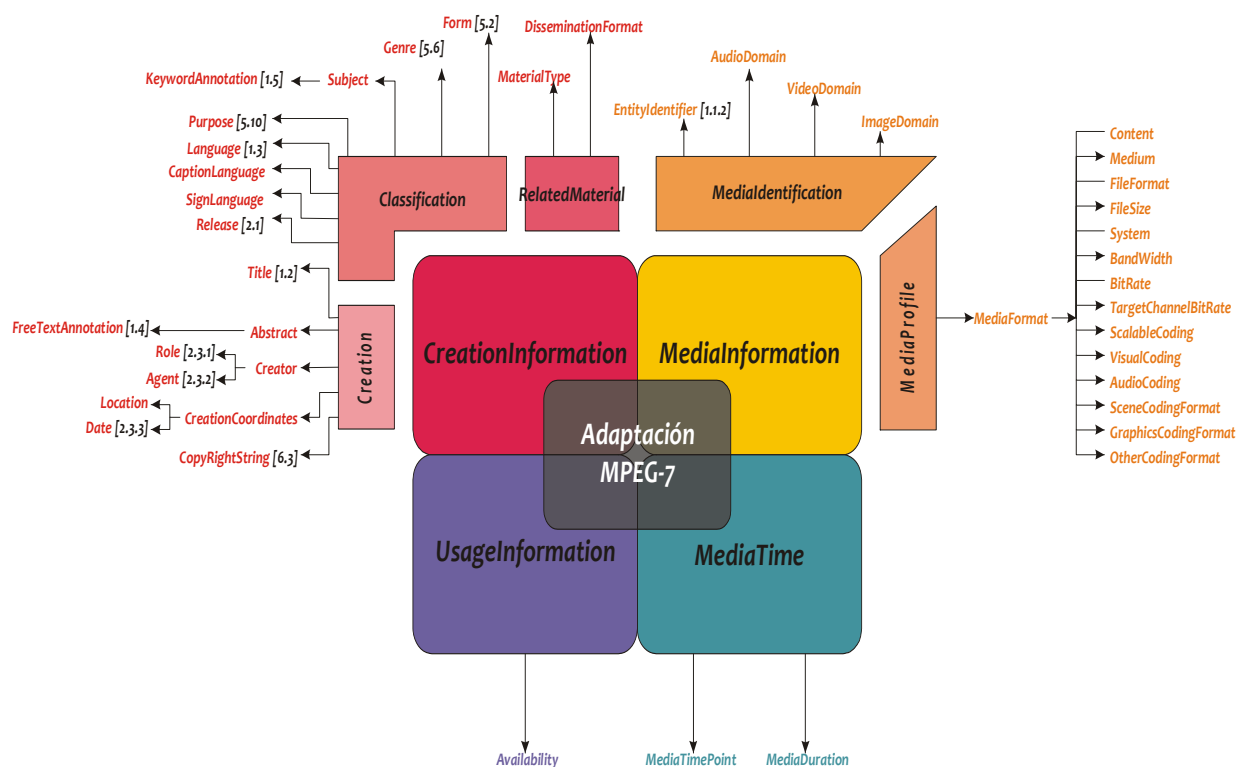 Form [5.2]
DisseminationFormat
Genre [5.6]
AudioDomain
KeywordAnnotation [1.5]
Subject
MaterialType
VideoDomain
EntityIdentifier [1.1.2]
Purpose [5.10]
ImageDomain
Language [1.3]
CaptionLanguage
SignLanguage
Release [2.1]
Classification
RelatedMaterial
MediaIdentification
Content
Medium
FileFormat
FileSize
System
BandWidth
BitRate
TargetChannelBitRate
ScalableCoding
VisualCoding
AudioCoding
SceneCodingFormat
GraphicsCodingFormat
OtherCodingFormat
MediaFormat
MediaProfile
Title [1.2]
FreeTextAnnotation [1.4]
Abstract
Role [2.3.1]
Agent [2.3.2]
Creator
Location
Date [2.3.3]
CreationCoordinates
CopyRightString [6.3]
Creation
CreationInformation
MediaInformation
Adaptación
MPEG-7
UsageInformation
MediaTime
Availability
MediaTimePoint
MediaDuration